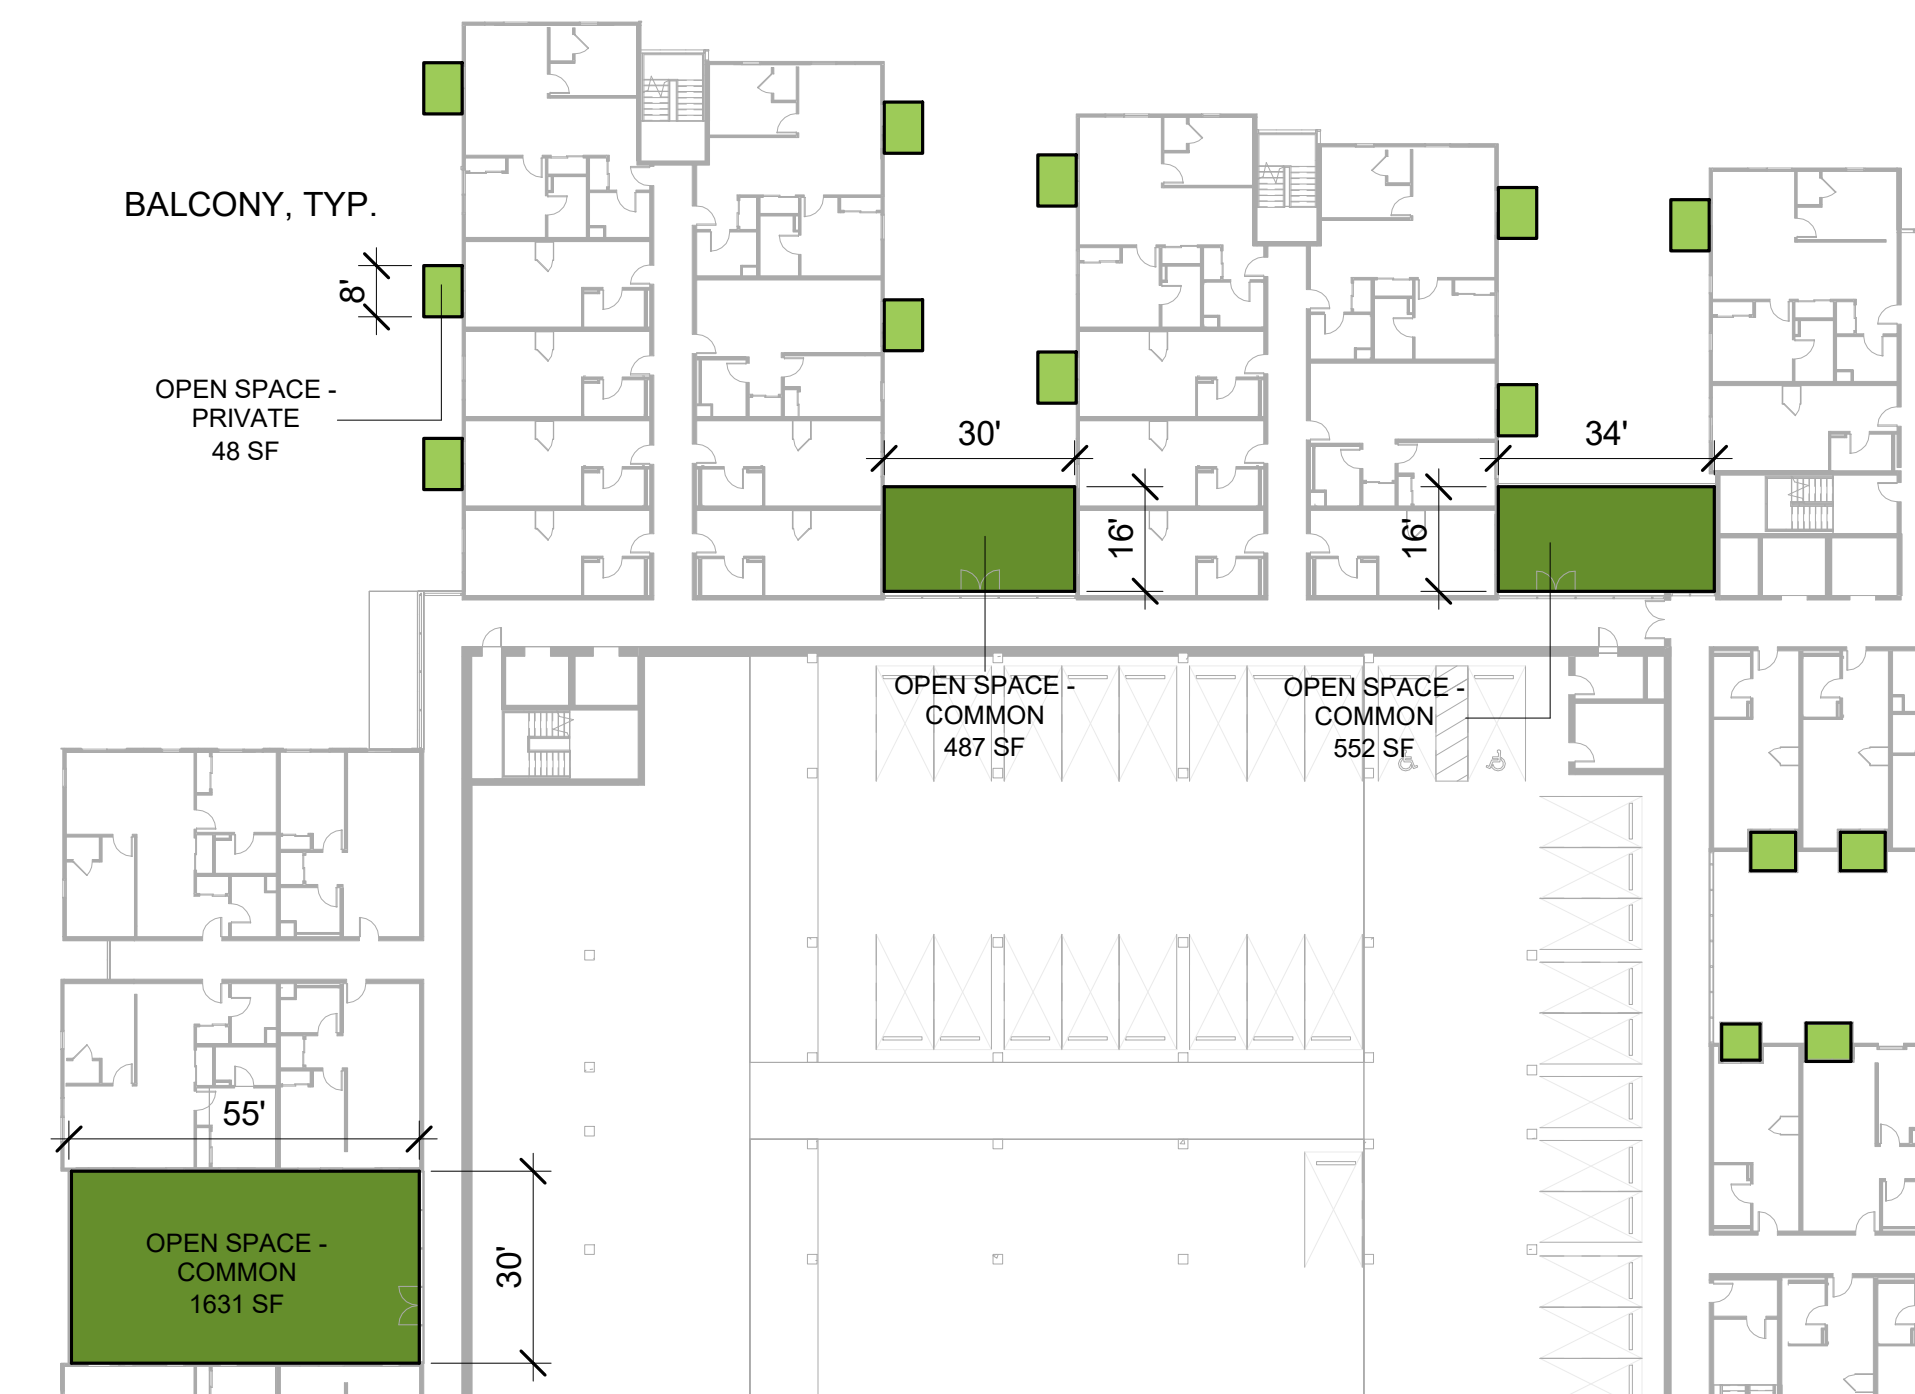 BALCONY, TYP.
8'
OPEN SPACE -
PRIVATE
48 SF
30'
34'
16'
16'
OPEN SPACE -
COMMON
487 SF
OPEN SPACE -
COMMON
552 SF
55'
30'
OPEN SPACE -
COMMON
1631 SF